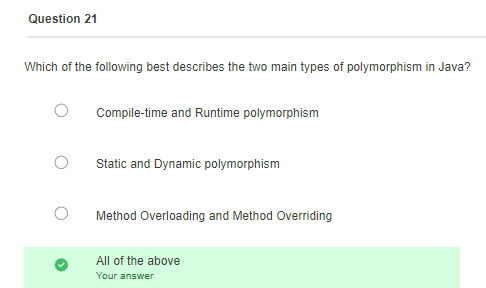 Question 21
Which of the following best describes the two main types of polymorphism in Java?
Compile-time and Runtime polymorphism
Static and Dynamic polymorphism
Method Overloading and Method Overriding
All of the above
Your answer